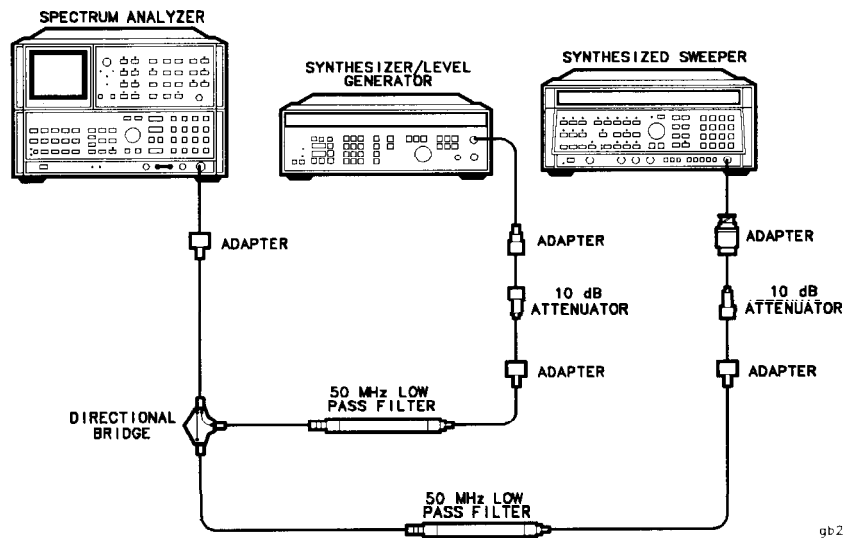 SPECTRUM ANALYZER
SYNTHESIZER/LEVEL
GENERATOR
SYNTHESIZED SWEEPER
ADAPTER
ADAPTER
ADAPTER
10 dB
ATTENUATOR
10 dB
ATTENUATOR
ADAPTER
ADAPTER
50 MHz LOW
PASS FILTER
DIRECTIONAL
BRIDGE
50 MHz LOW
PASS FILTER
gb2